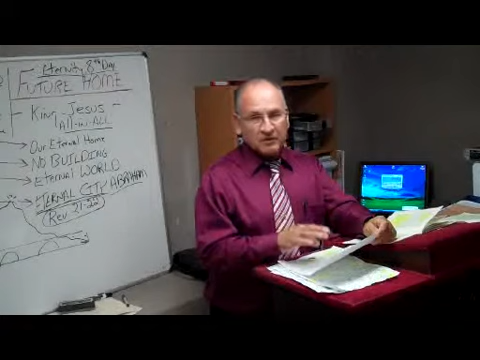 Eternity 8th Day
FUTURE HOME
King Jesus
All-in-ALL
Our Eternal Home
NO BUILDING
ETERNAL WORLD
ETERNAL CITY ABRAHAM
Rev. 21-22